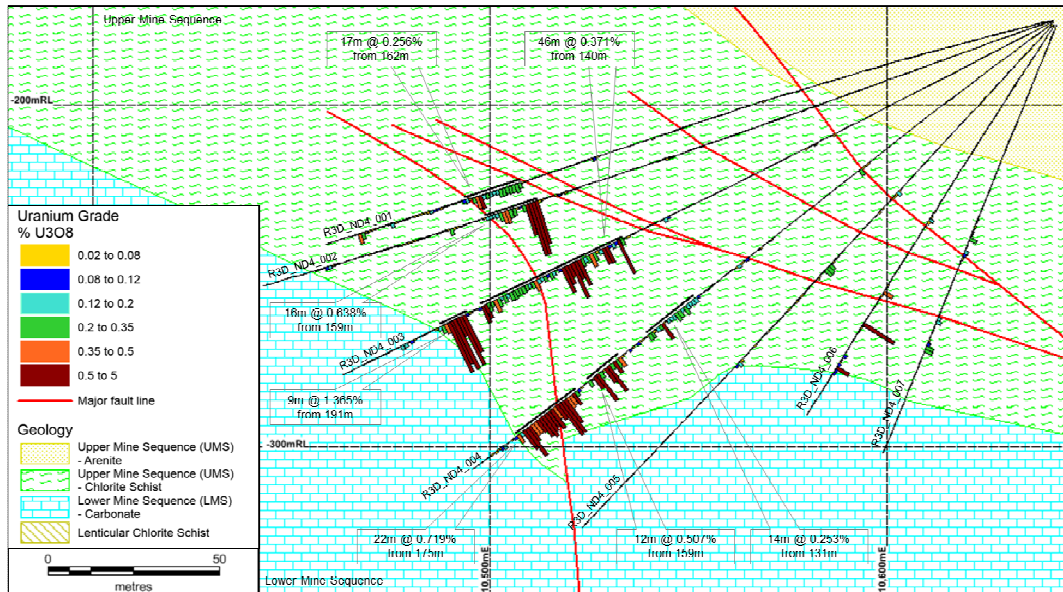 Upper Mine Sequence
17m @ 0.256%
from 162m
46m @ 0.371%
from 140m
-200mRL
Uranium Grade
% U3O8
0.02 to 0.08
0.08 to 0.12
0.12 to 0.2
0.2 to 0.35
0.35 to 0.5
0.5 to 5
Major fault line
Geology
Upper Mine Sequence (UMS)
- Arenite
Upper Mine Sequence (UMS)
- Chlorite Schist
Lower Mine Sequence (LMS)
- Carbonate
Lenticular Chlorite Schist
0 50
metres
R3D_ND4_001
R3D_ND4_002
16m @ 0.638%
from 159m
R3D_ND4_003
9m @ 1.365%
from 191m
R3D_ND4_006
R3D_ND4_007
-300mRL
R3D_ND4_004
R3D_ND4_005
22m @ 0.719%
from 175m
12m @ 0.507%
from 159m
14m @ 0.253%
from 131m
10,500mE
10,600mE
Lower Mine Sequence